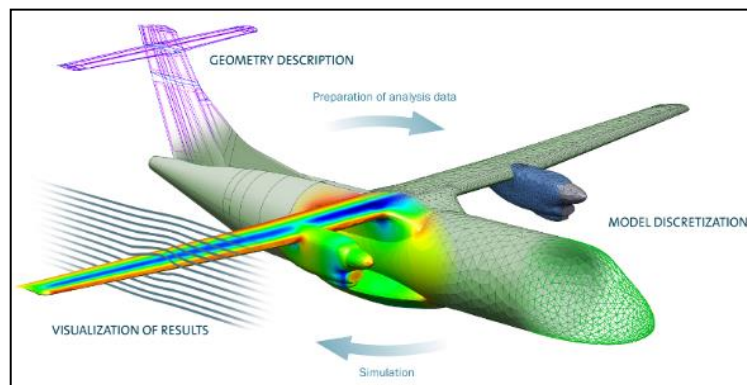 GEOMETRY DESCRIPTION
Preparation of analysis data
MODEL DISCRETIZATION
VISUALIZATION OF RESULTS
Simulation